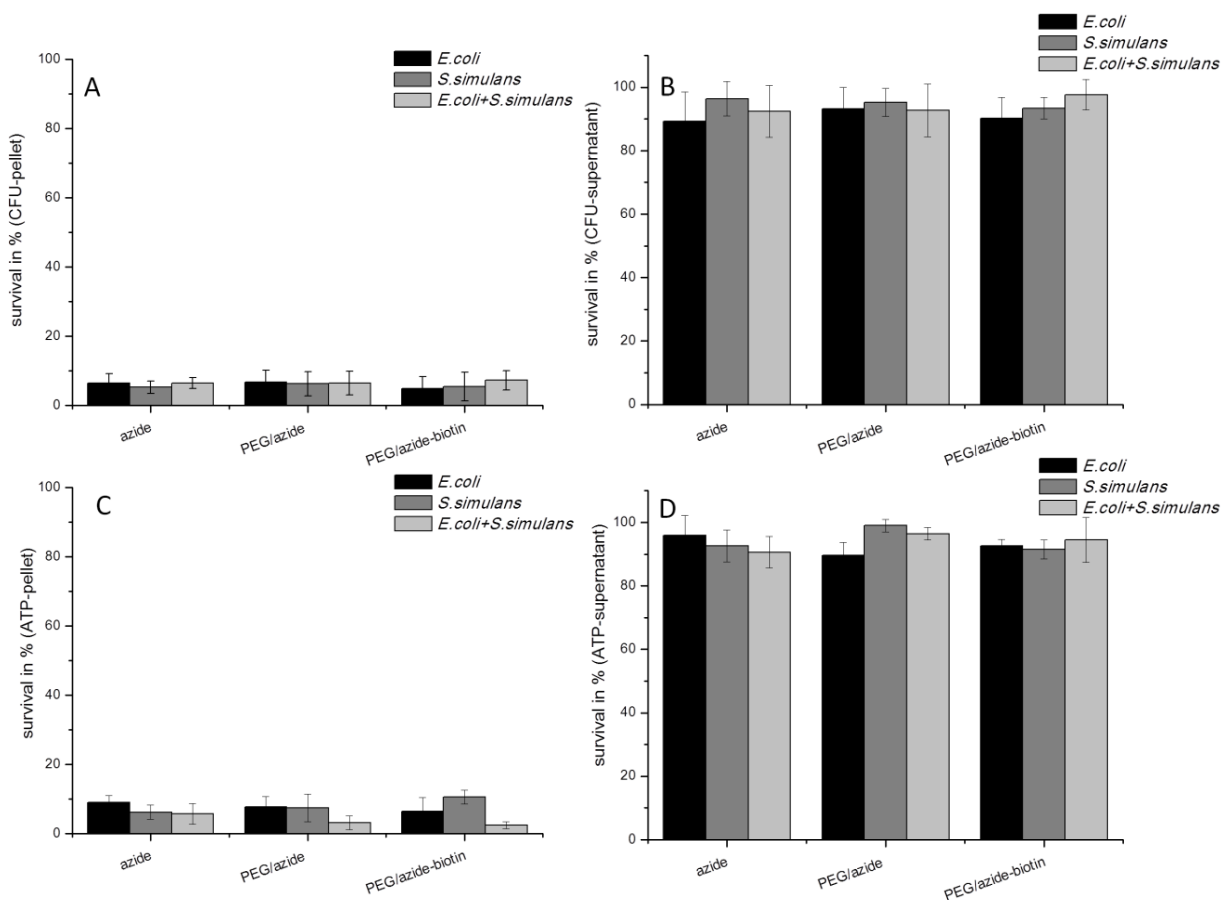 A
E.coli
S.simulans
E.coli+S.simulans
100
80
60
40
20
0
survival in % (CFU-pellet)
azide
PEG/azide
PEG/azide-biotin
B
E.coli
S.simulans
E.coli+S.simulans
100
80
60
40
20
0
survival in % (CFU-supernatant)
azide
PEG/azide
PEG/azide-biotin
C
E.coli
S.simulans
E.coli+S.simulans
100
80
60
40
20
0
survival in % (ATP-pellet)
azide
PEG/azide
PEG/azide-biotin
D
E.coli
S.simulans
E.coli+S.simulans
100
80
60
40
20
0
survival in % (ATP-supernatant)
azide
PEG/azide
PEG/azide-biotin